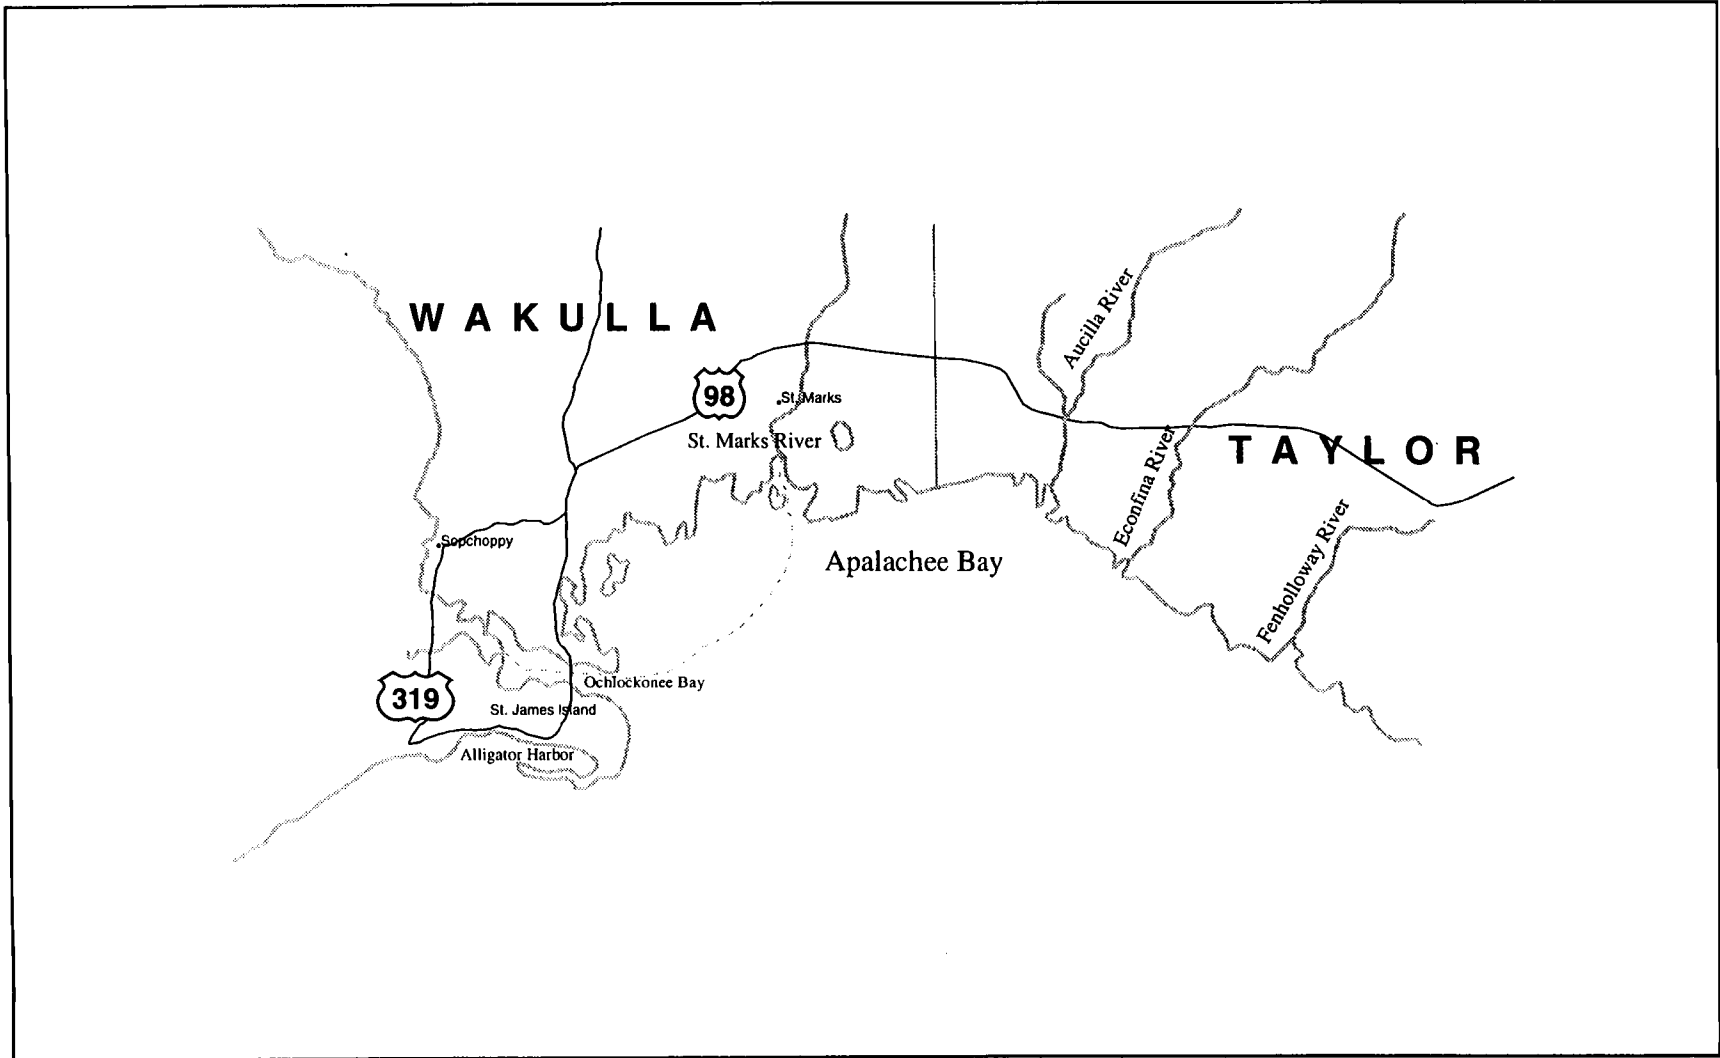 WAKULLA
Aucilla River
98
St. Marks
St. Marks River
TAYLOR
Econfina River
Sopchoppy
Apalachee Bay
Fenholloway River
319
Ochlockonee Bay
St. James Island
Alligator Harbor